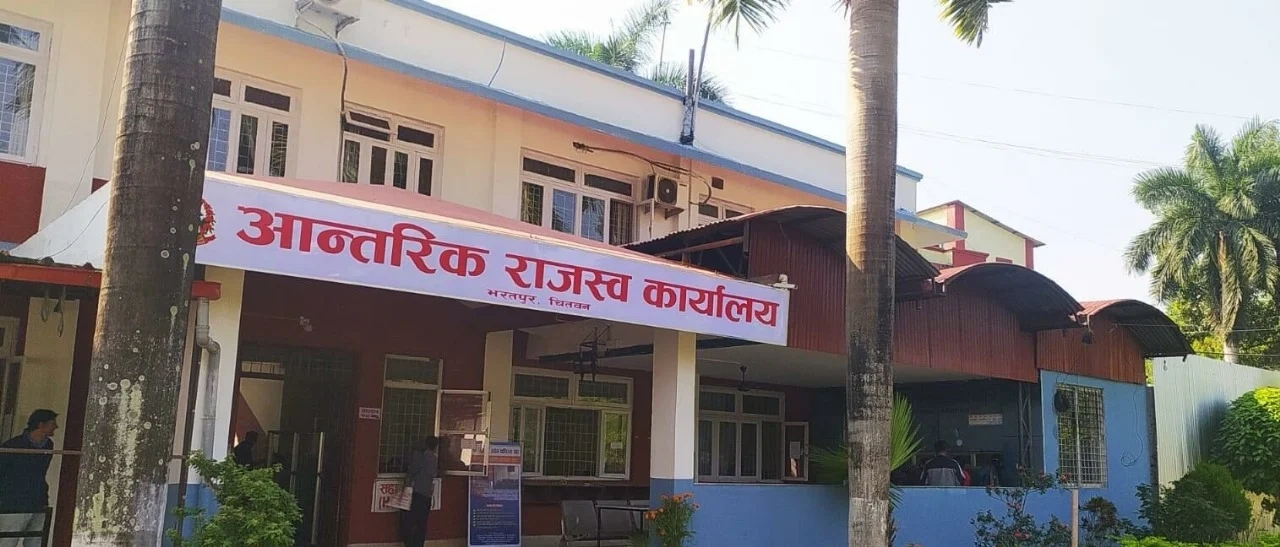 आन्तरिक राजस्व कार्यालय
भरतपुर, चितवन